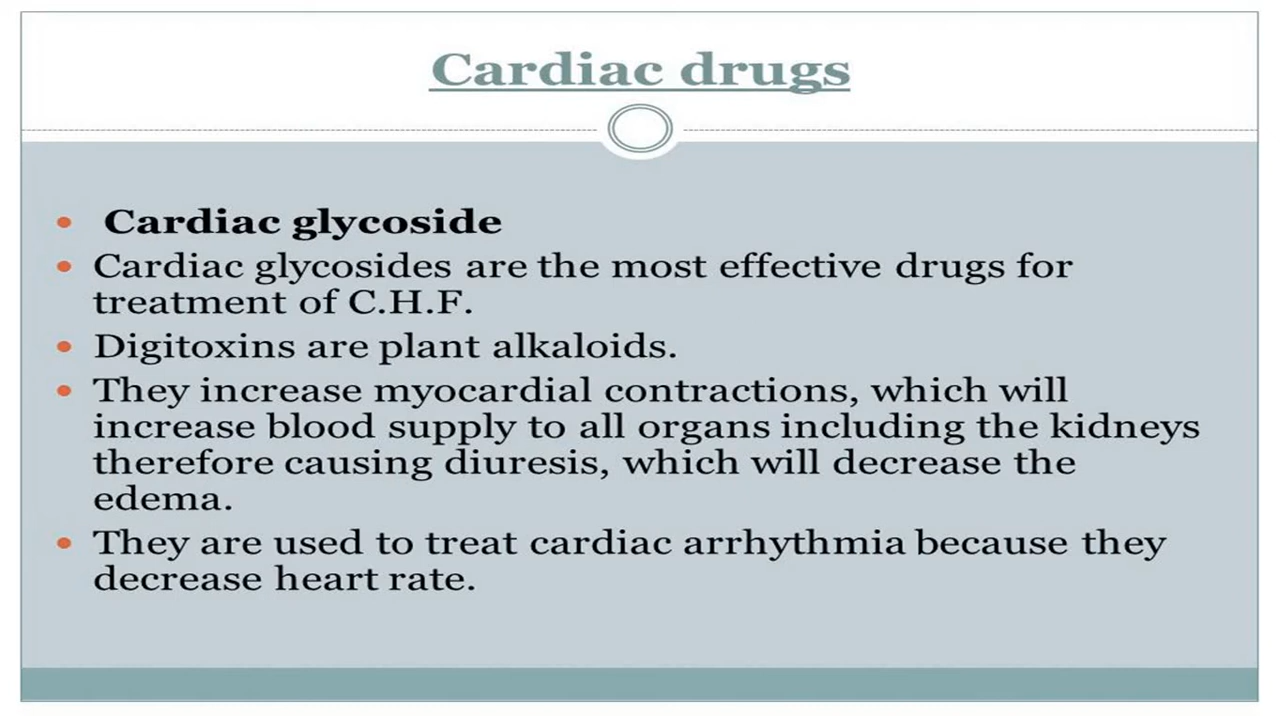 Cardiac drugs
• Cardiac glycoside
• Cardiac glycosides are the most effective drugs for
treatment of C.H.F.
• Digitoxins are plant alkaloids.
• They increase myocardial contractions, which will
increase blood supply to all organs including the kidneys
therefore causing diuresis, which will decrease the
edema.
• They are used to treat cardiac arrhythmia because they
decrease heart rate.